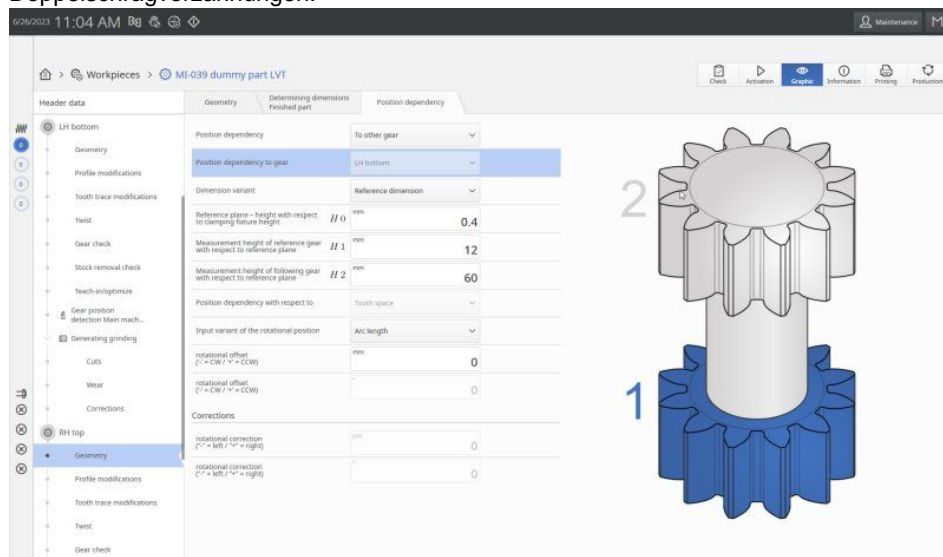 Doppelschrägverzahnungen.
6/26/2023 11:04 AM
Maintenance
Workpieces > MI-039 dummy part LVT
Check
Activation
Graphic
Information
Printing
Production
Header data
Geometry
Determining dimensions
Finished part
Position dependency
LH bottom
Geometry
Profile modifications
Tooth trace modifications
Twist
Gear check
Stock removal check
Teach-in/optimize
Gear position
detection Main mach...
Generating grinding
Cuts
Wear
Corrections
RH top
Geometry
Profile modifications
Tooth trace modifications
Twist
Gear check
Position dependency
To other gear
Position dependency to gear
LH bottom
Dimension variant
Reference dimension
Reference plane - height with respect
to clamping fixture height
H 0
mm
0.4
Measurement height of reference gear
with respect to reference plane
H 1
mm
12
Measurement height of following gear
with respect to reference plane
H 2
mm
60
Position dependency with respect to
Tooth space
Input variant of the rotational position
Arc length
rotational offset
('-' = CW / '+' = CCW)
mm
0
rotational offset
('-' = CW / '+' = CCW)
°
0
Corrections
rotational correction
("-" = left / "+" = right)
µm
0
rotational correction
("-" = left / "+" = right)
°
0
2
1